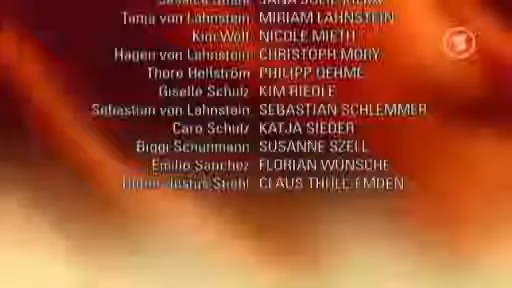 Tanja von Lahnstein MIRIAM LAHNSTEIN
Kim Wolf NICOLE MIETH
Hagen von Lahnstein CHRISTOPH MORY
Thore Hellström PHILIPP OEHME
Giselle Schulz KIM RIEDLE
Sebastian von Lahnstein SEBASTIAN SCHLEMMER
Caro Schulz KATJA SIEDER
Biggi Schürmann SUSANNE SZELL
Emilio Sanchez FLORIAN WÜNSCHE
CLAUS THULL-EMDEN